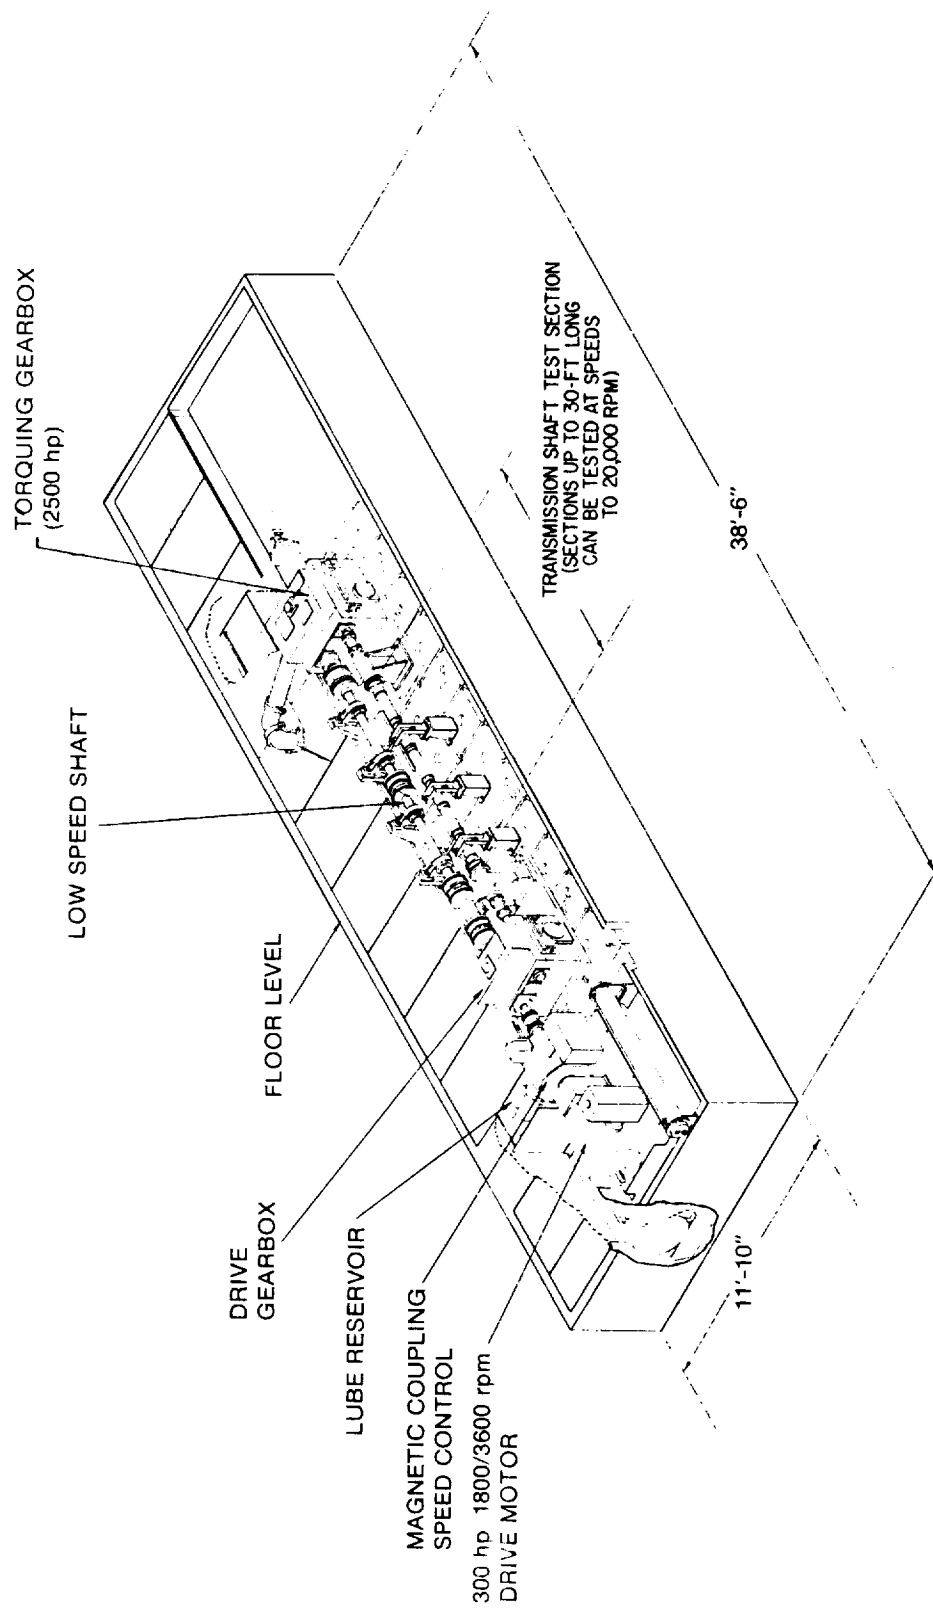 TORQUING GEARBOX
(2500 hp)
LOW SPEED SHAFT
FLOOR LEVEL
DRIVE
GEARBOX
LUBE RESERVOIR
MAGNETIC COUPLING
SPEED CONTROL
300 hp 1800/3600 rpm
DRIVE MOTOR
TRANSMISSION SHAFT TEST SECTION
(SECTIONS UP TO 30-FT LONG
CAN BE TESTED AT SPEEDS
TO 20,000 RPM)
38'-6"
11'-10"